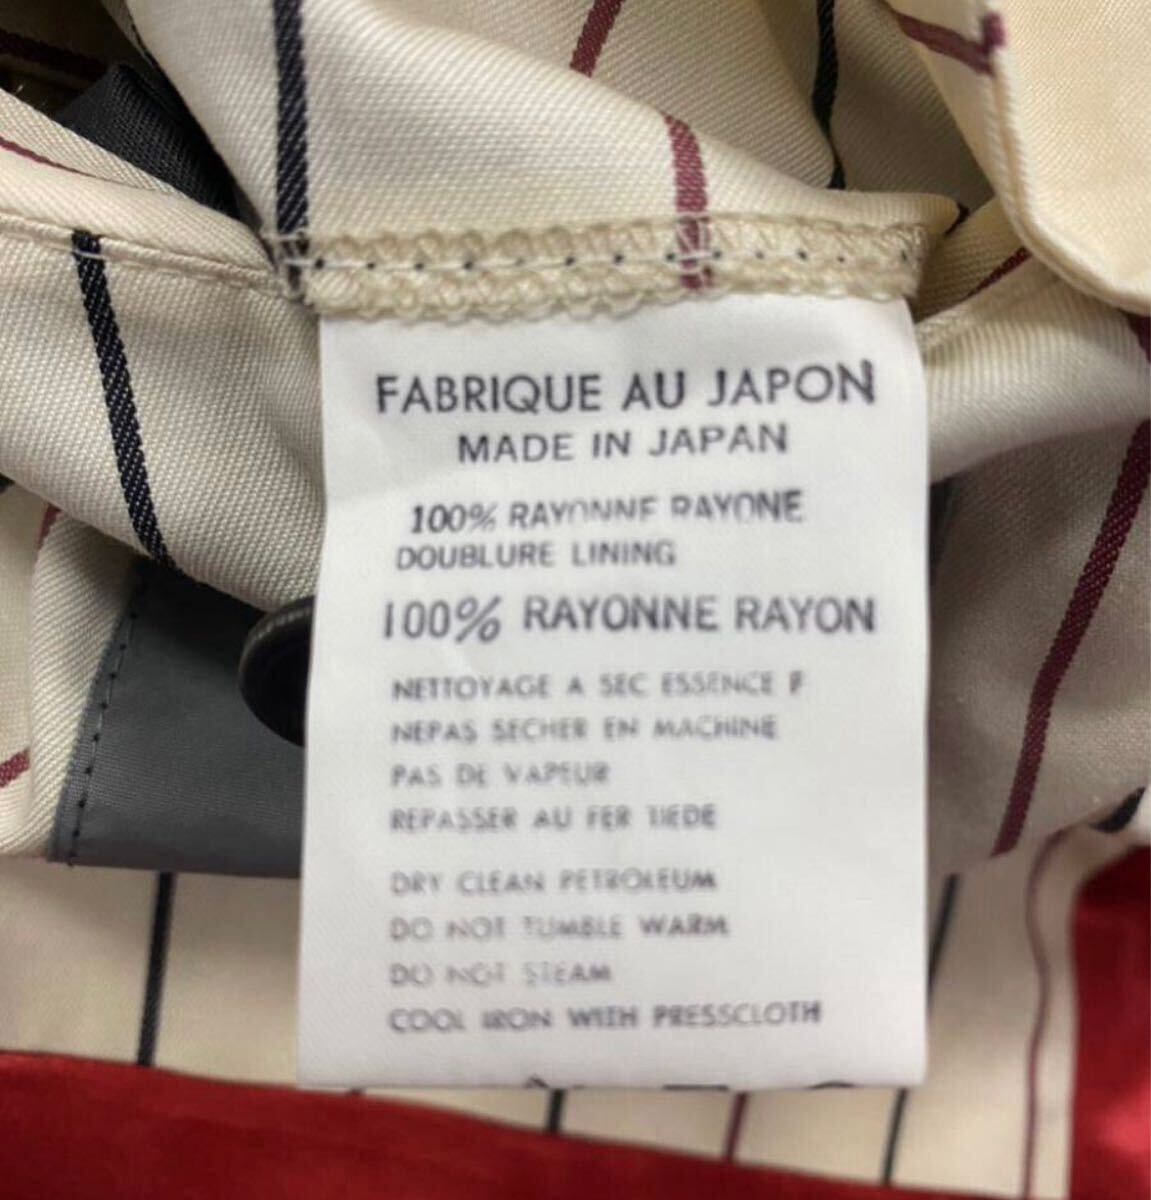 FABRIQUE AU JAPON
MADE IN JAPAN
100% RAYONNE RAYONE
DOUBLURE LINING
100% RAYONNE RAYON
NETTOYAGE A SEC ESSENCE F
NEPAS SECHER EN MACHINE
PAS DE VAPEUR
REPASSER AU FER TIEDE
DRY CLEAN PETROLEUM
DO NOT TUMBLE WARM
DO NOT STEAM
COOL IRON WITH PRESSCLOTH